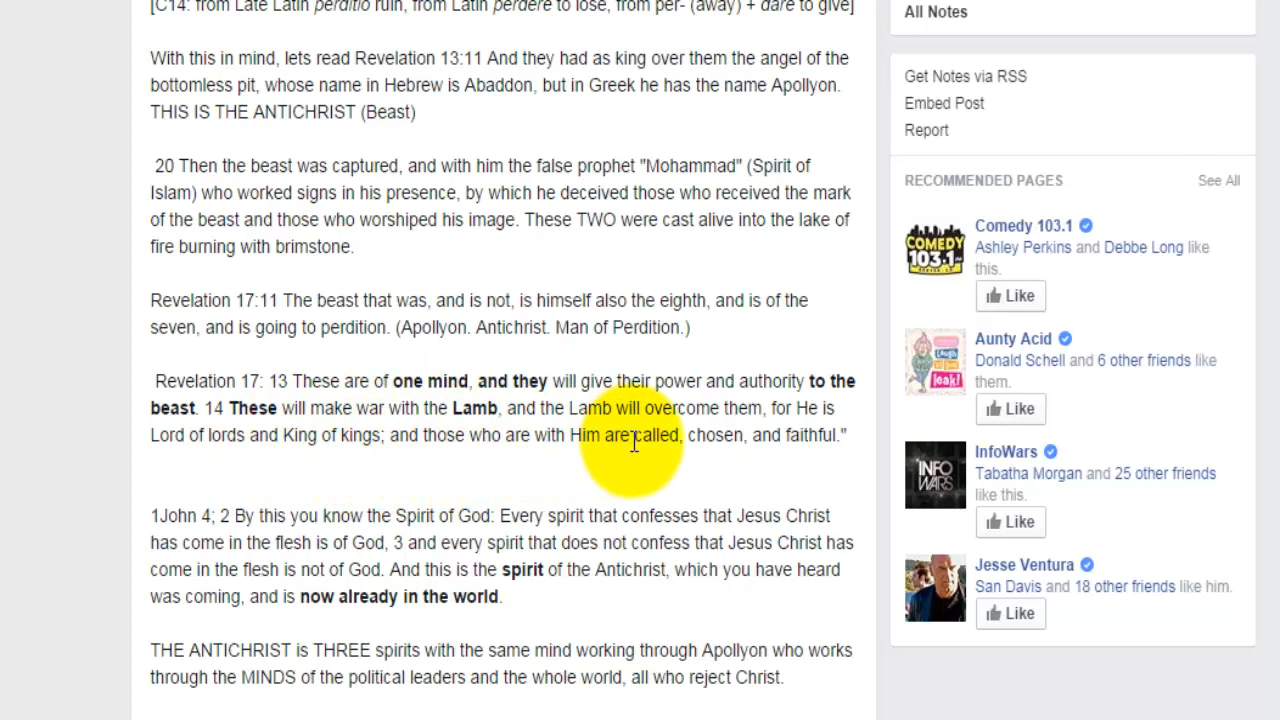 [C14: from Late Latin perditiō ruin, from Latin perdere to lose, from per- (away) + dare to give]
With this in mind, lets read Revelation 13:11 And they had as king over them the angel of the
bottomless pit, whose name in Hebrew is Abaddon, but in Greek he has the name Apollyon.
THIS IS THE ANTICHRIST (Beast)
20 Then the beast was captured, and with him the false prophet "Mohammad" (Spirit of
Islam) who worked signs in his presence, by which he deceived those who received the mark
of the beast and those who worshiped his image. These TWO were cast alive into the lake of
fire burning with brimstone.
Revelation 17:11 The beast that was, and is not, is himself also the eighth, and is of the
seven, and is going to perdition. (Apollyon. Antichrist. Man of Perdition.)
Revelation 17: 13 These are of one mind, and they will give their power and authority to the
beast. 14 These will make war with the Lamb, and the Lamb will overcome them, for He is
Lord of lords and King of kings; and those who are with Him are called, chosen, and faithful."
1John 4; 2 By this you know the Spirit of God: Every spirit that confesses that Jesus Christ
has come in the flesh is of God, 3 and every spirit that does not confess that Jesus Christ has
come in the flesh is not of God. And this is the spirit of the Antichrist, which you have heard
was coming, and is now already in the world.
THE ANTICHRIST is THREE spirits with the same mind working through Apollyon who works
through the MINDS of the political leaders and the whole world, all who reject Christ.
All Notes
Get Notes via RSS
Embed Post
Report
RECOMMENDED PAGES See All
COMEDY
103.1
Comedy 103.1
Ashley Perkins and Debbe Long like
this.
Like
Aunty Acid
Donald Schell and 6 other friends like
them.
Like
INFO
WARS
InfoWars
Tabatha Morgan and 25 other friends
like this.
Like
Jesse Ventura
San Davis and 18 other friends like him.
Like